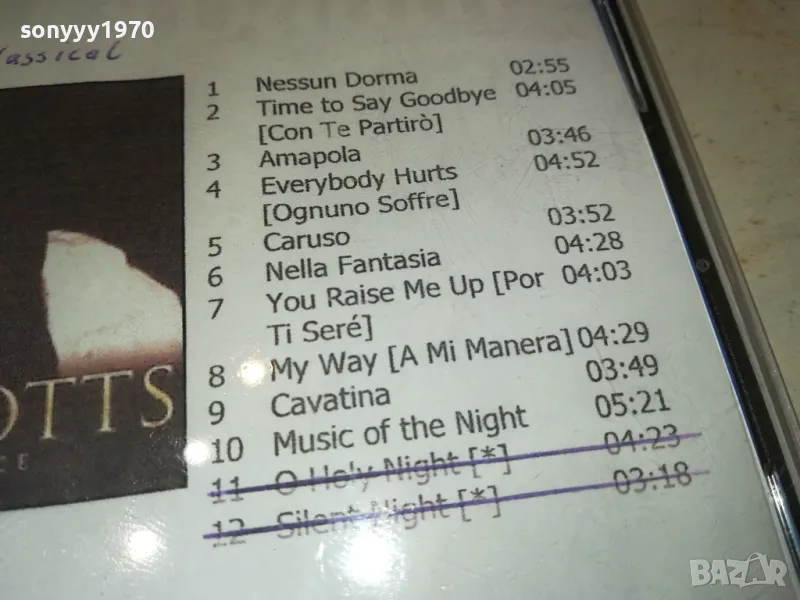 sonyyy1970
classical
1 Nessun Dorma 02:55
2 Time to Say Goodbye 04:05
[Con Te Partirò]
3 Amapola 03:46
4 Everybody Hurts 04:52
[Ognuno Soffre]
5 Caruso 03:52
6 Nella Fantasia 04:28
7 You Raise Me Up [Por 04:03
Ti Seré]
8 My Way [A Mi Manera] 04:29
9 Cavatina 03:49
10 Music of the Night 05:21
11 O Holy Night [*] 04:23
12 Silent Night [*] 03:18
OTTS
CE
BAZAR